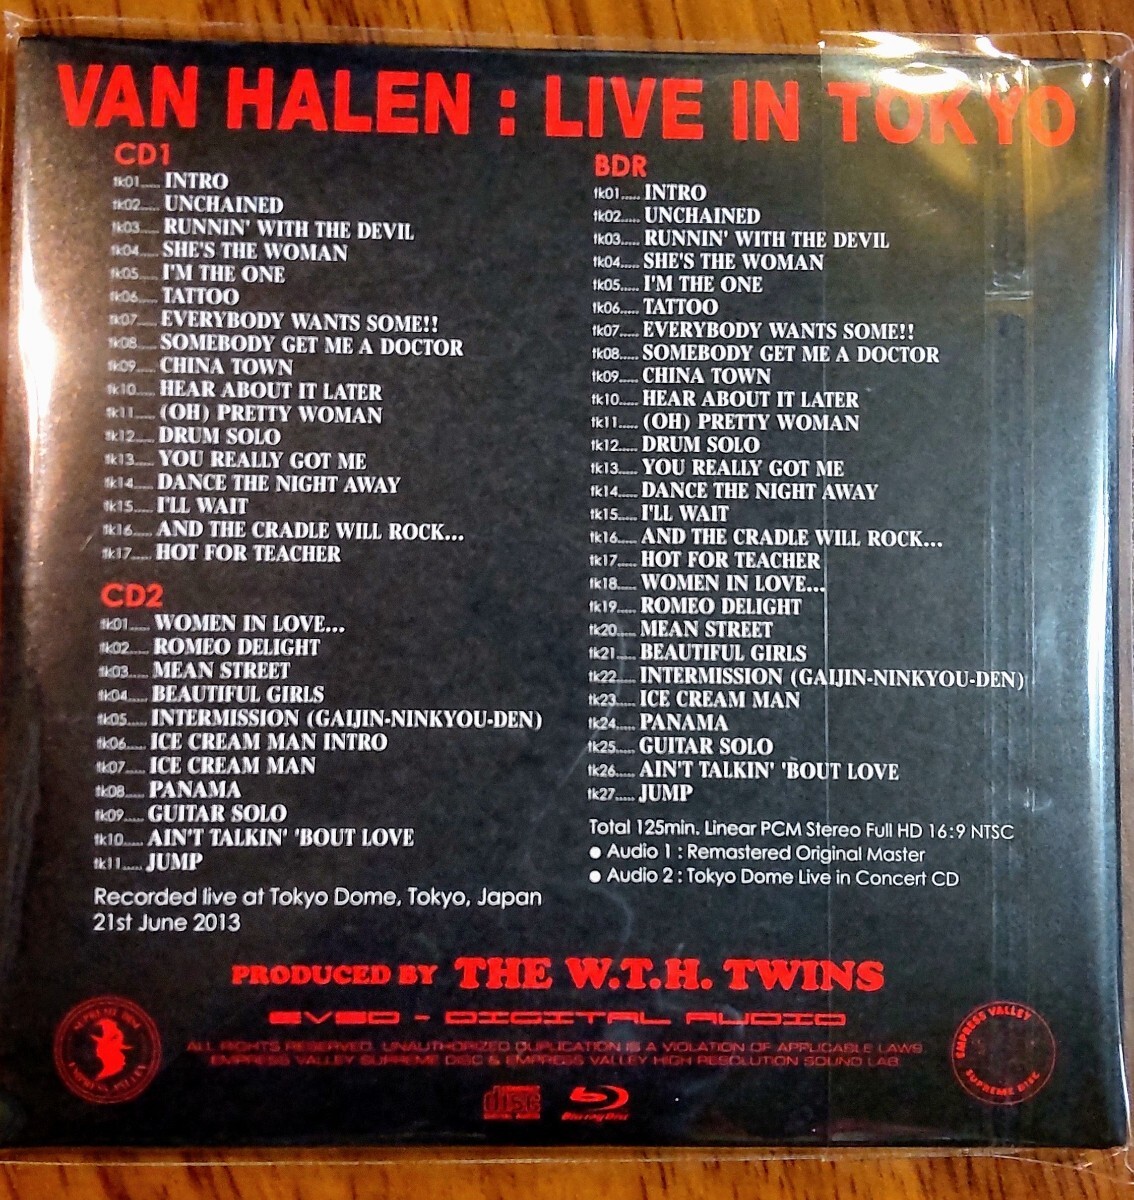 VAN HALEN : LIVE IN TOKYO
CD1
tk01..... INTRO
tk02..... UNCHAINED
tk03..... RUNNIN' WITH THE DEVIL
tk04..... SHE'S THE WOMAN
tk05..... I'M THE ONE
tk06..... TATTOO
tk07..... EVERYBODY WANTS SOME!!
tk08..... SOMEBODY GET ME A DOCTOR
tk09..... CHINA TOWN
tk10..... HEAR ABOUT IT LATER
tk11..... (OH) PRETTY WOMAN
tk12..... DRUM SOLO
tk13..... YOU REALLY GOT ME
tk14..... DANCE THE NIGHT AWAY
tk15..... I'LL WAIT
tk16..... AND THE CRADLE WILL ROCK...
tk17..... HOT FOR TEACHER
CD2
tk01..... WOMEN IN LOVE...
tk02..... ROMEO DELIGHT
tk03..... MEAN STREET
tk04..... BEAUTIFUL GIRLS
tk05..... INTERMISSION (GAIJIN-NINKYOU-DEN)
tk06..... ICE CREAM MAN INTRO
tk07..... ICE CREAM MAN
tk08..... PANAMA
tk09..... GUITAR SOLO
tk10..... AIN'T TALKIN' 'BOUT LOVE
tk11..... JUMP
Recorded live at Tokyo Dome, Tokyo, Japan
21st June 2013
BDR
tk01..... INTRO
tk02..... UNCHAINED
tk03..... RUNNIN' WITH THE DEVIL
tk04..... SHE'S THE WOMAN
tk05..... I'M THE ONE
tk06..... TATTOO
tk07..... EVERYBODY WANTS SOME!!
tk08..... SOMEBODY GET ME A DOCTOR
tk09..... CHINA TOWN
tk10..... HEAR ABOUT IT LATER
tk11..... (OH) PRETTY WOMAN
tk12..... DRUM SOLO
tk13..... YOU REALLY GOT ME
tk14..... DANCE THE NIGHT AWAY
tk15..... I'LL WAIT
tk16..... AND THE CRADLE WILL ROCK...
tk17..... HOT FOR TEACHER
tk18..... WOMEN IN LOVE...
tk19..... ROMEO DELIGHT
tk20..... MEAN STREET
tk21..... BEAUTIFUL GIRLS
tk22..... INTERMISSION (GAIJIN-NINKYOU-DEN)
tk23..... ICE CREAM MAN
tk24..... PANAMA
tk25..... GUITAR SOLO
tk26..... AIN'T TALKIN' 'BOUT LOVE
tk27..... JUMP
Total 125min. Linear PCM Stereo Full HD 16:9 NTSC
● Audio 1 : Remastered Original Master
● Audio 2 : Tokyo Dome Live in Concert CD
PRODUCED BY THE W.T.H. TWINS
EVSD - DIGITAL AUDIO
ALL RIGHTS RESERVED. UNAUTHORIZED DUPLICATION IS A VIOLATION OF APPLICABLE LAWS.
EMPRESS VALLEY SUPREME DISC & EMPRESS VALLEY HIGH RESOLUTION SOUND LAB.
SUPREME DISC
EMPRESS VALLEY
EMPRESS VALLEY
SUPREME DISC
disc
DIGITAL AUDIO
Blu-ray Disc